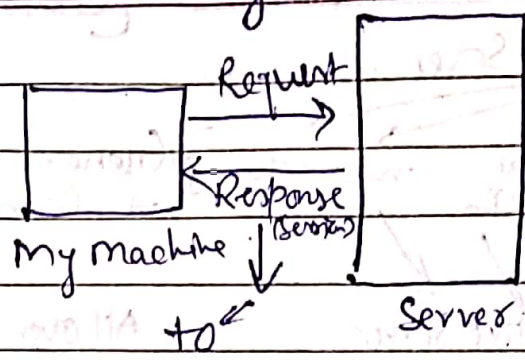 Request
Response
(Session)
My Machine
Server
to